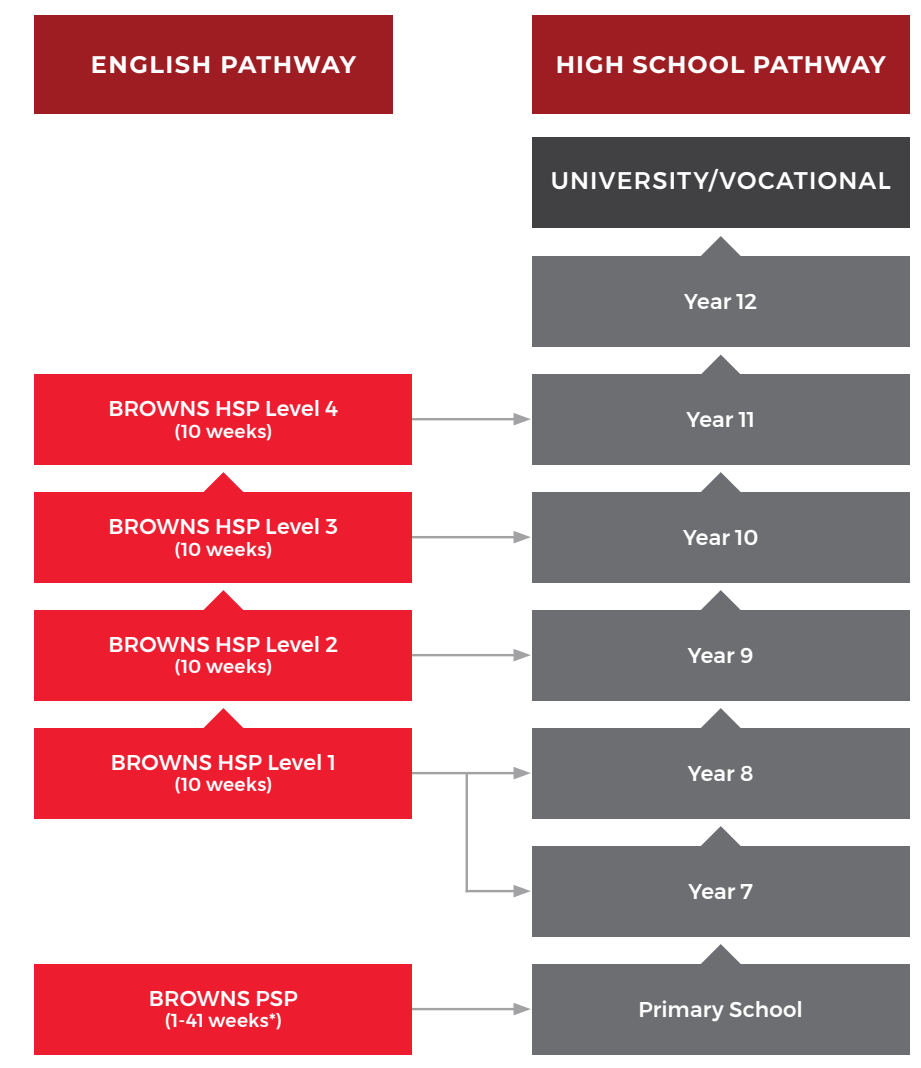 ENGLISH PATHWAY
HIGH SCHOOL PATHWAY
UNIVERSITY/VOCATIONAL
Year 12
BROWNS HSP Level 4
(10 weeks)
Year 11
BROWNS HSP Level 3
(10 weeks)
Year 10
BROWNS HSP Level 2
(10 weeks)
Year 9
BROWNS HSP Level 1
(10 weeks)
Year 8
Year 7
BROWNS PSP
(1-41 weeks*)
Primary School